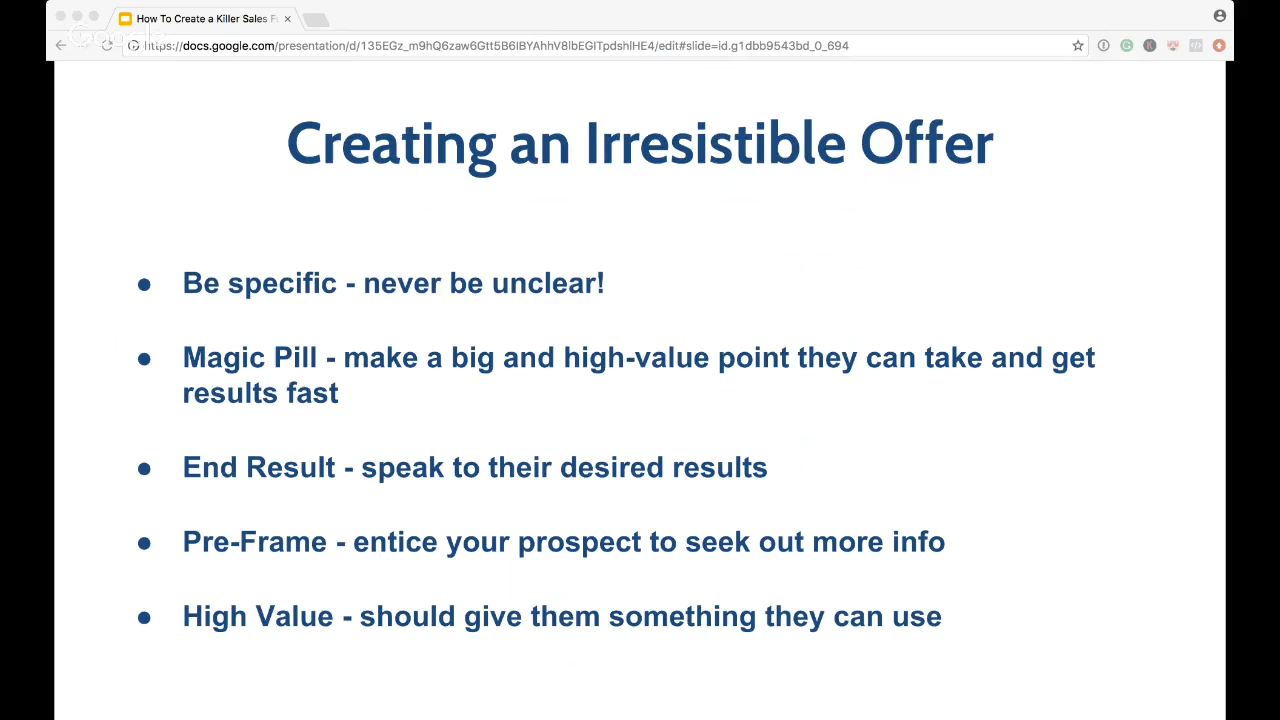 How To Create a Killer Sales Fu
Google
https://docs.google.com/presentation/d/135EGz_m9hQ6zaw6Gtt5B6lBYAhhV8lbEGlTpdshlHE4/edit#slide=id.g1dbb9543bd_0_694
Creating an Irresistible Offer
● Be specific - never be unclear!
● Magic Pill - make a big and high-value point they can take and get
results fast
● End Result - speak to their desired results
● Pre-Frame - entice your prospect to seek out more info
● High Value - should give them something they can use